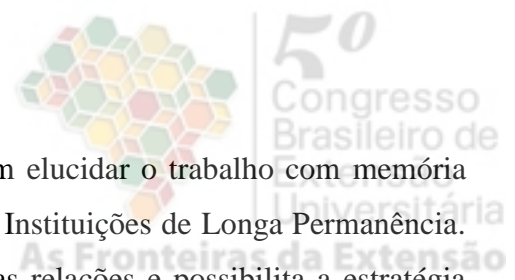 5º
Congresso
Brasileiro de
Extensão
Universitária
As Fronteiras da Extensão
m elucidar o trabalho com memória
Instituições de Longa Permanência.
as relações e possibilita a estratégia